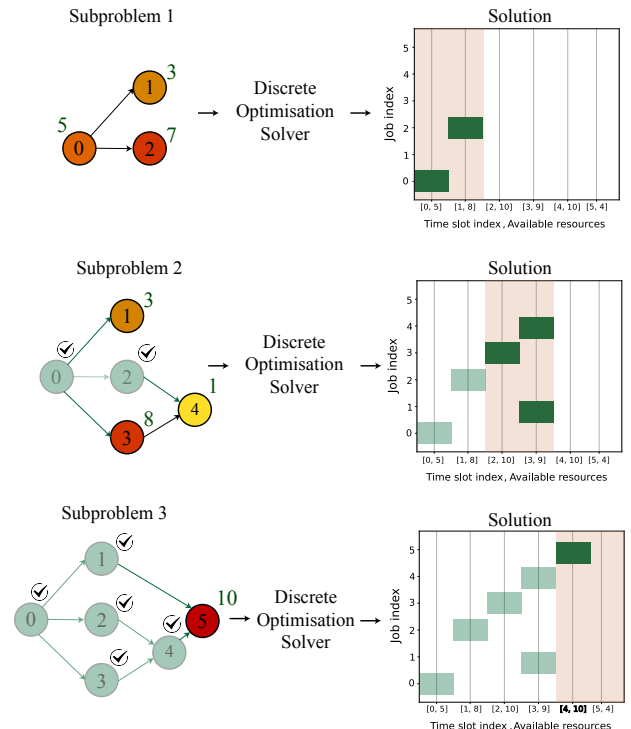 Subproblem 1
Solution
5
0
3
1
7
2
Discrete
Optimisation
Solver
Job index
5
4
3
2
1
0
[0, 5] [1, 8] [2, 10] [3, 9] [4, 10] [5, 4]
Time slot index, Available resources
Subproblem 2
Solution
3
1
0
2
1
4
8
3
Discrete
Optimisation
Solver
Job index
5
4
3
2
1
0
[0, 5] [1, 8] [2, 10] [3, 9] [4, 10] [5, 4]
Time slot index, Available resources
Subproblem 3
Solution
1
0
2
3
4
10
5
Discrete
Optimisation
Solver
Job index
5
4
3
2
1
0
[0, 5] [1, 8] [2, 10] [3, 9] [4, 10] [5, 4]
Time slot index, Available resources